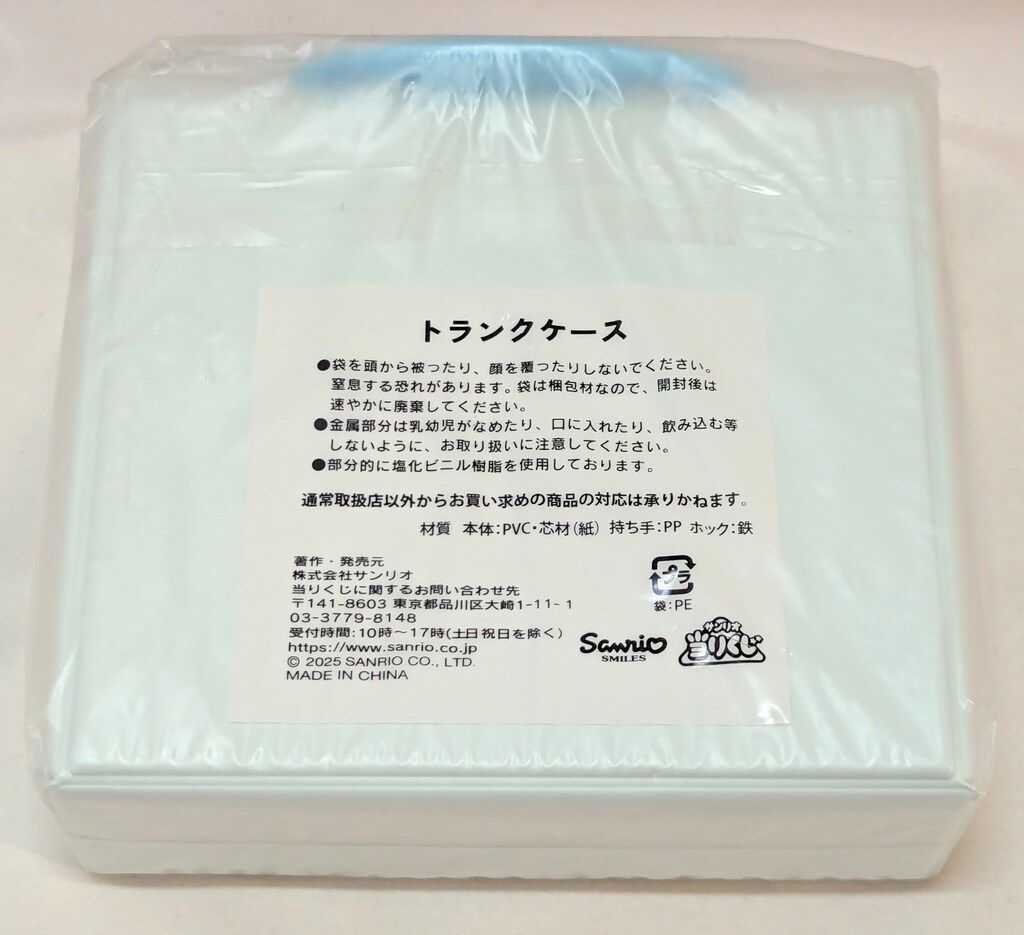 トランクケース
●袋を頭から被ったり、顔を覆ったりしないでください。
窒息する恐れがあります。袋は梱包材なので、開封後は
速やかに廃棄してください。
●金属部分は乳幼児がなめたり、口に入れたり、飲み込む等
しないように、お取り扱いに注意してください。
●部分的に塩化ビニル樹脂を使用しております。
通常取扱店以外からお買い求めの商品の対応は承りかねます。
材質 本体:PVC・芯材(紙) 持ち手:PP ホック:鉄
著作・発売元
株式会社サンリオ
当りくじに関するお問い合わせ先
〒141-8603 東京都品川区大崎1-11-1
03-3779-8148
受付時間:10時〜17時(土日祝日を除く)
https://www.sanrio.co.jp
© 2025 SANRIO CO., LTD.
MADE IN CHINA
プラ
袋:PE
Sanrio
SMILES
サンリオ
当りくじ